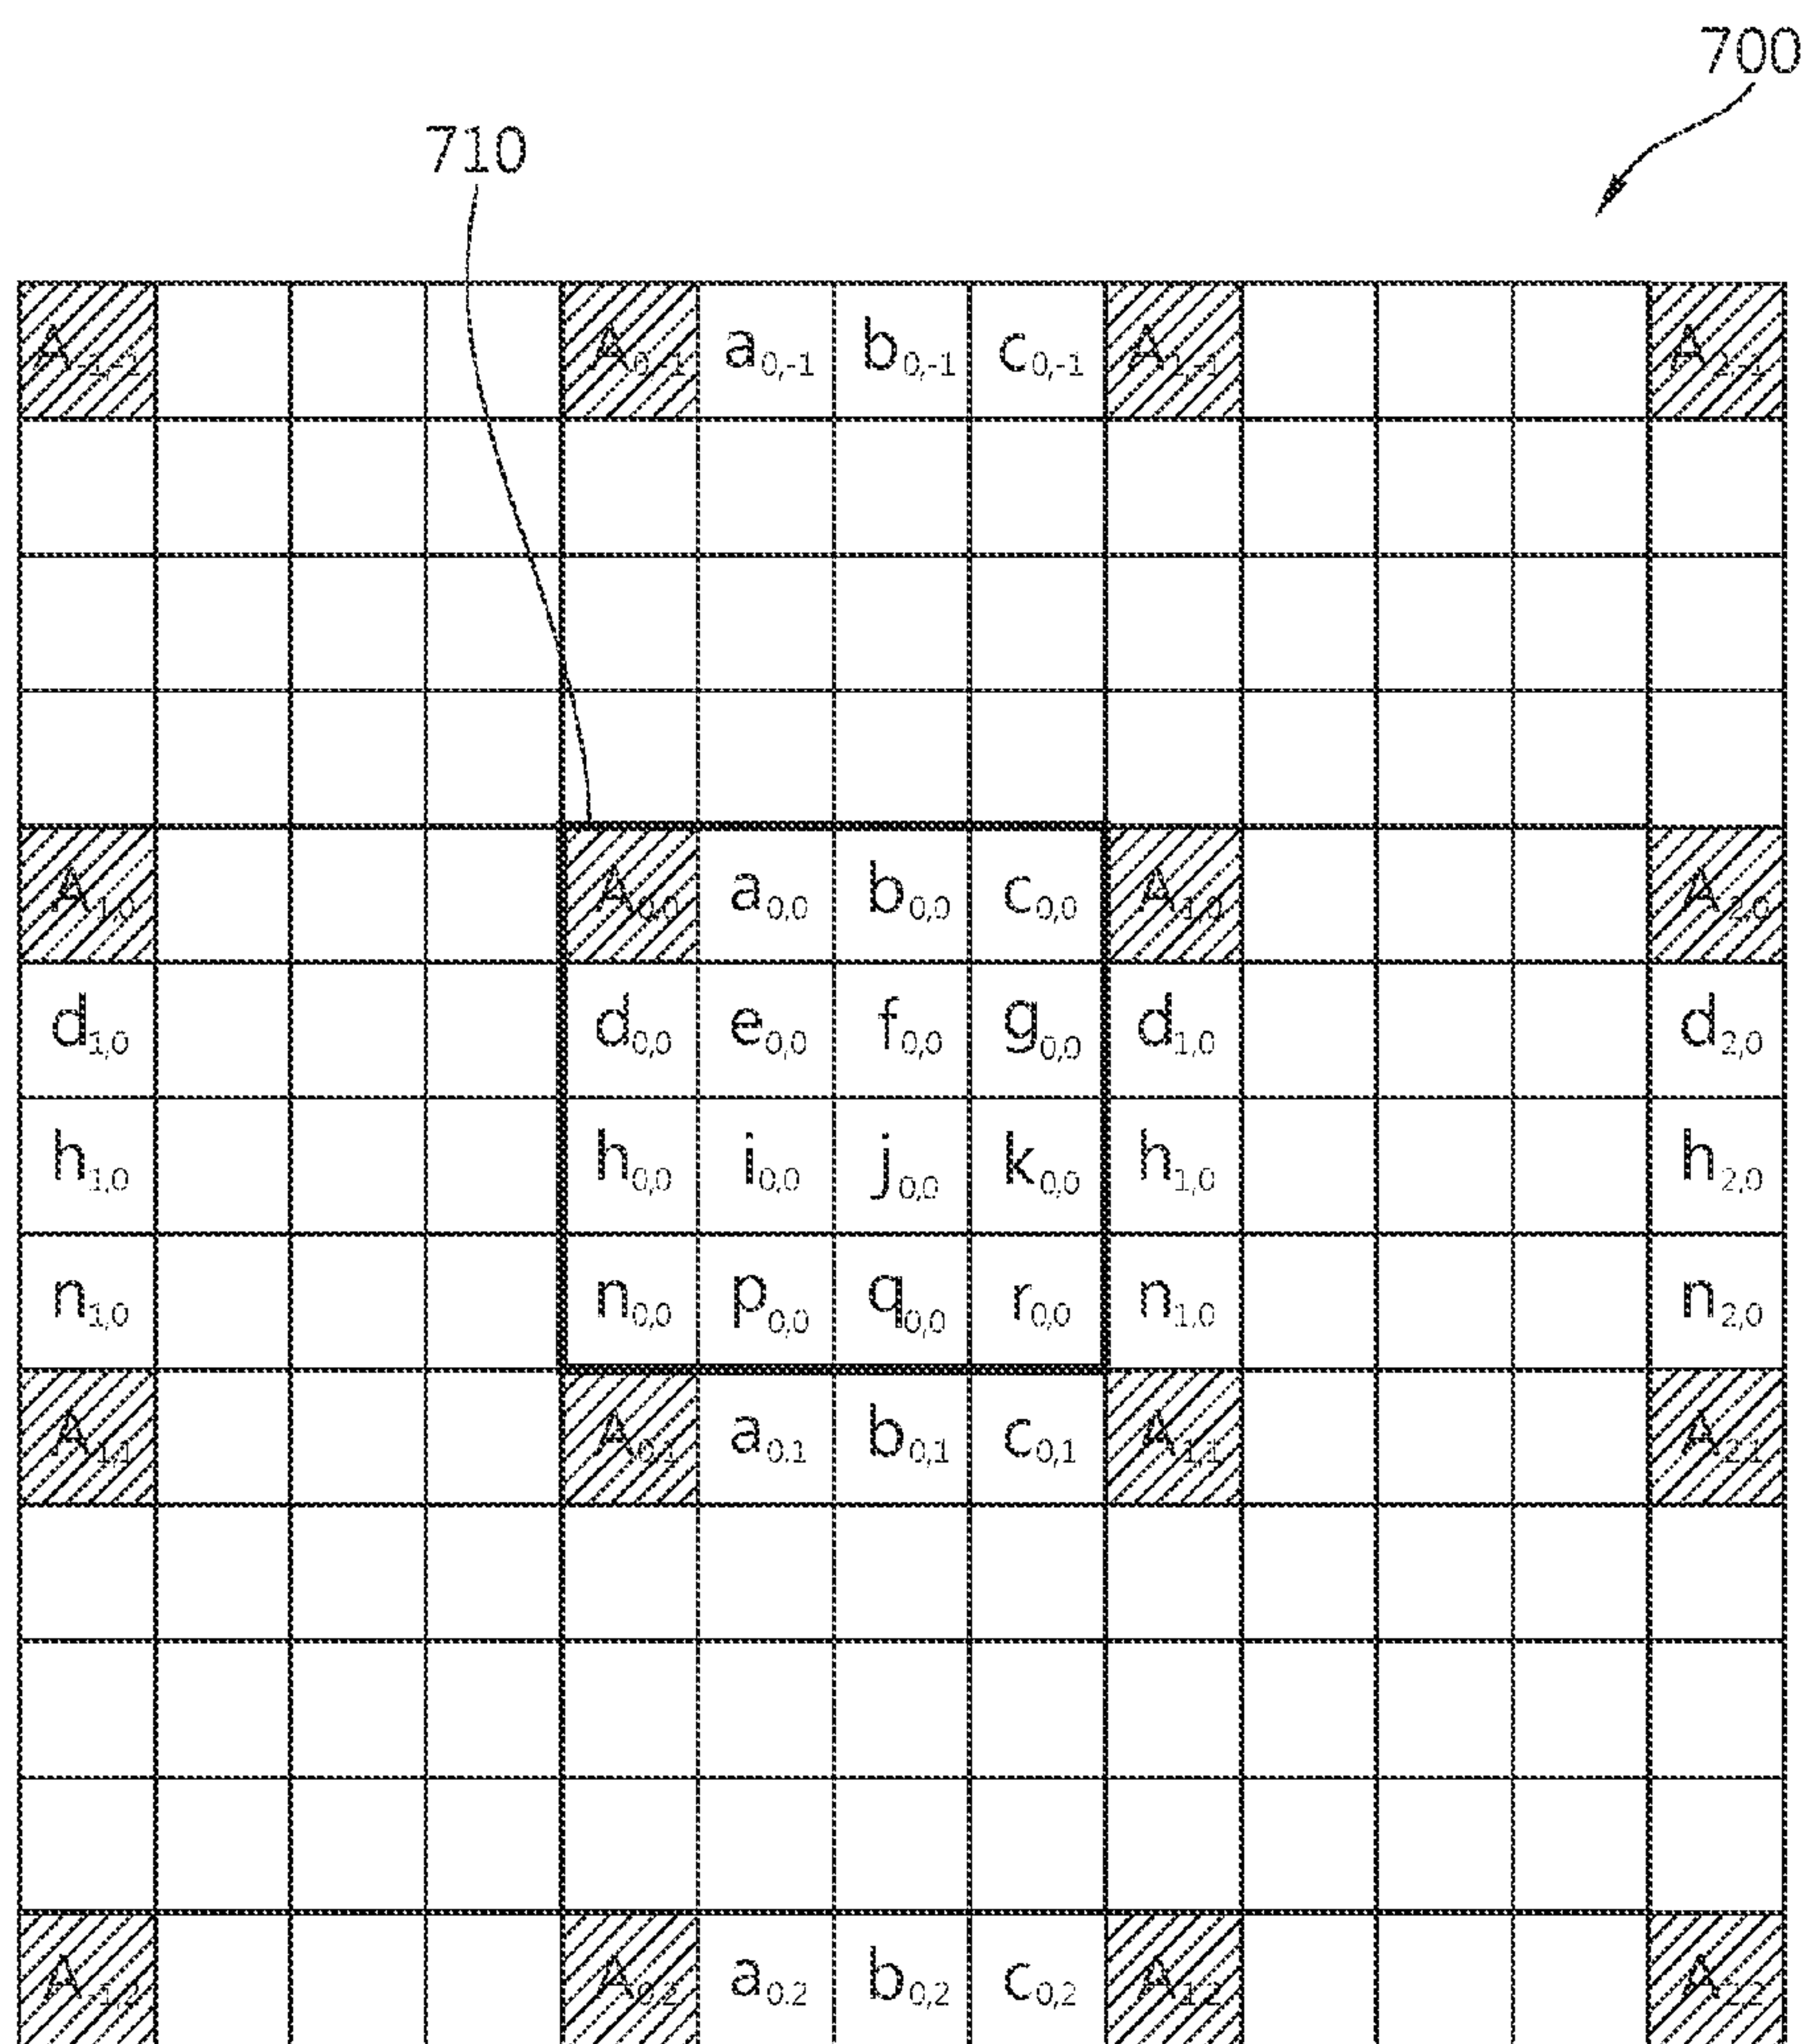 700
710
A-1,-1 A0,-1 a0,-1 b0,-1 c0,-1 A1,-1 A2,-1
A1,0 A0,0 a0,0 b0,0 c0,0 A1,0 A2,0
d1,0 d0,0 e0,0 f0,0 g0,0 d1,0 d2,0
h1,0 h0,0 i0,0 j0,0 k0,0 h1,0 h2,0
n1,0 n0,0 p0,0 q0,0 r0,0 n1,0 n2,0
A1,1 A0,1 a0.1 b0,1 c0,1 A1,1 A2,1
A-1,2 A0,2 a0.2 b0,2 c0,2 A1,2 A2,2